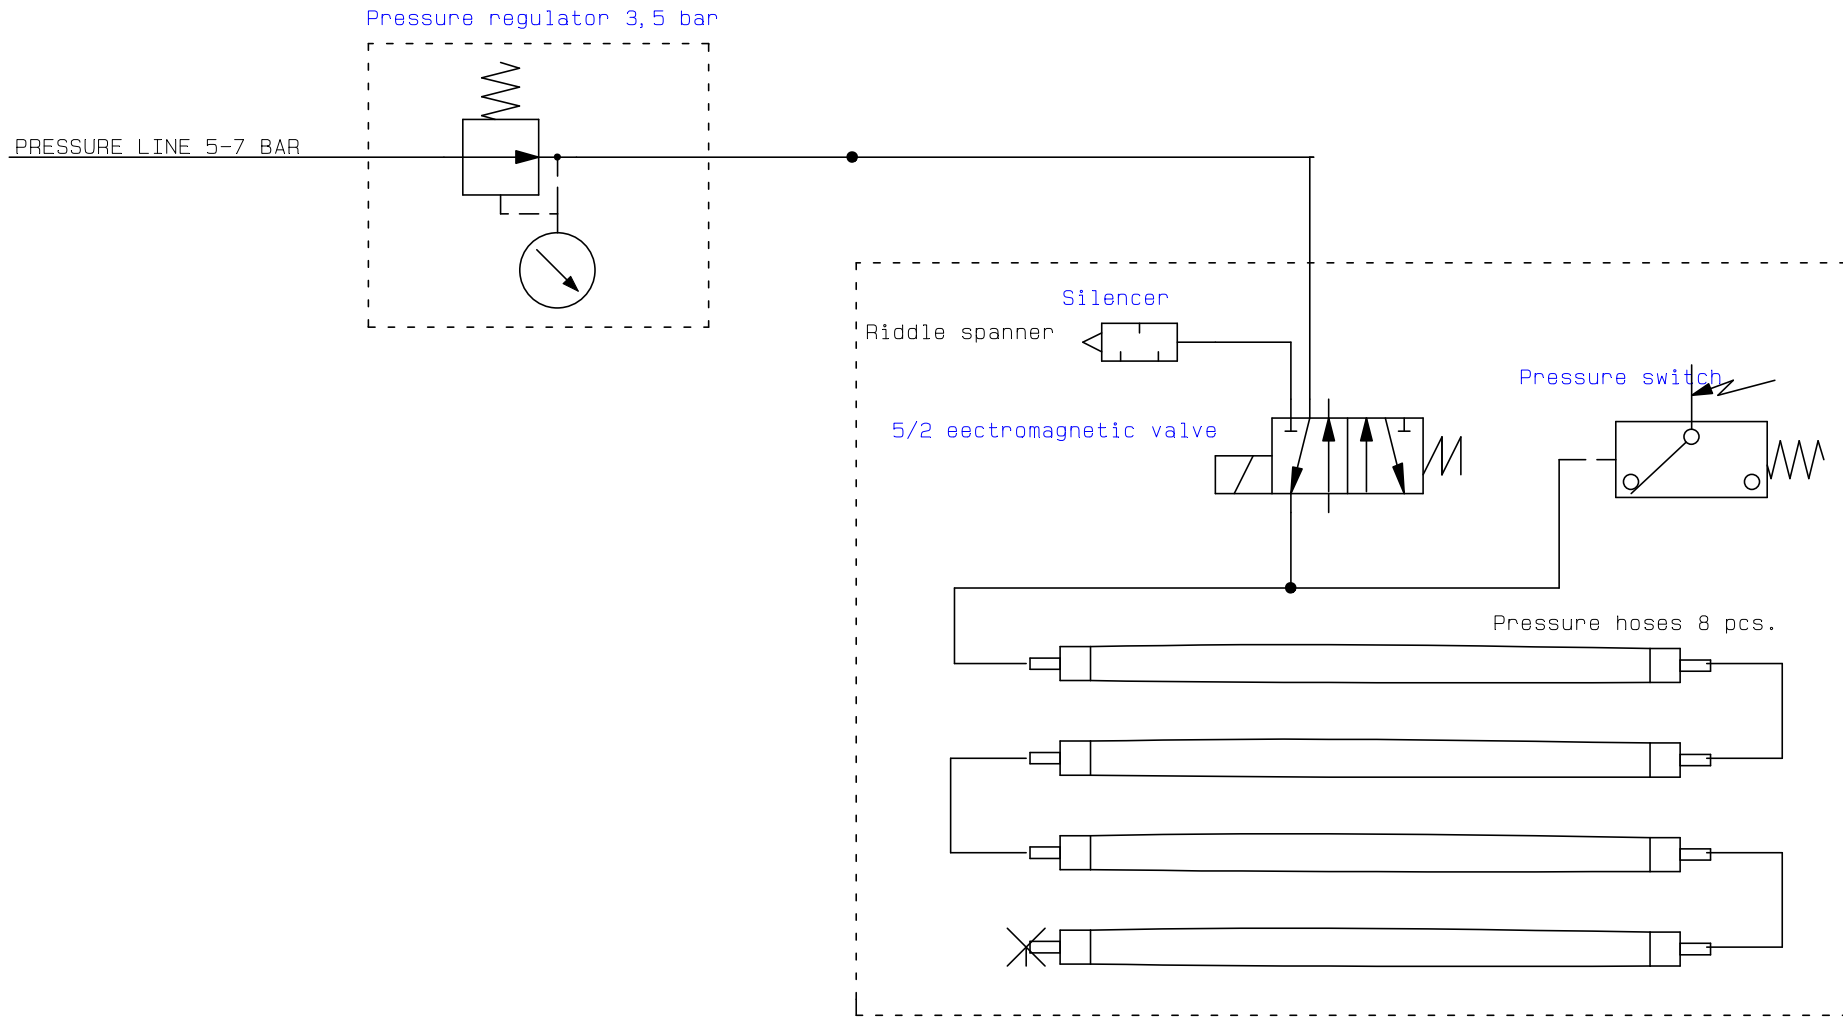 Pressure regulator 3,5 bar
PRESSURE LINE 5-7 BAR
Silencer
Riddle spanner
Pressure switch
5/2 eectromagnetic valve
Pressure hoses 8 pcs.